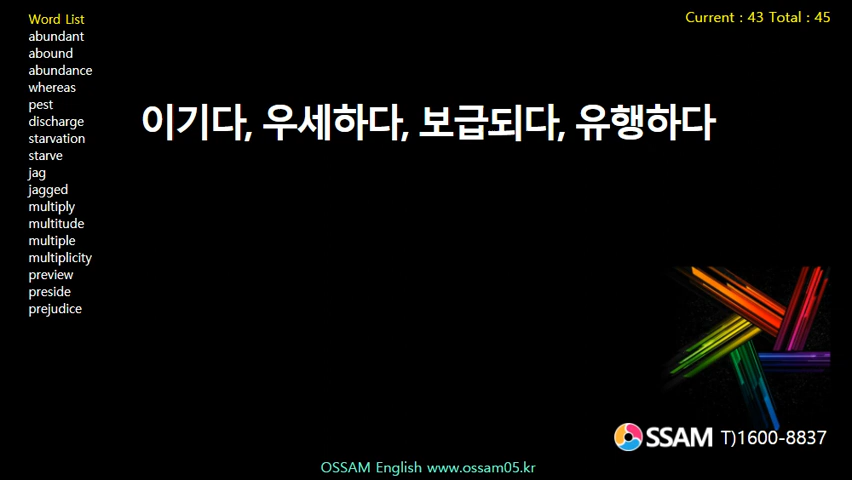 Word List
abundant
abound
abundance
whereas
pest
discharge
starvation
starve
jag
jagged
multiply
multitude
multiple
multiplicity
preview
preside
prejudice
Current : 43 Total : 45
이기다, 우세하다, 보급되다, 유행하다
OSSAM T)1600-8837
OSSAM English www.ossam05.kr